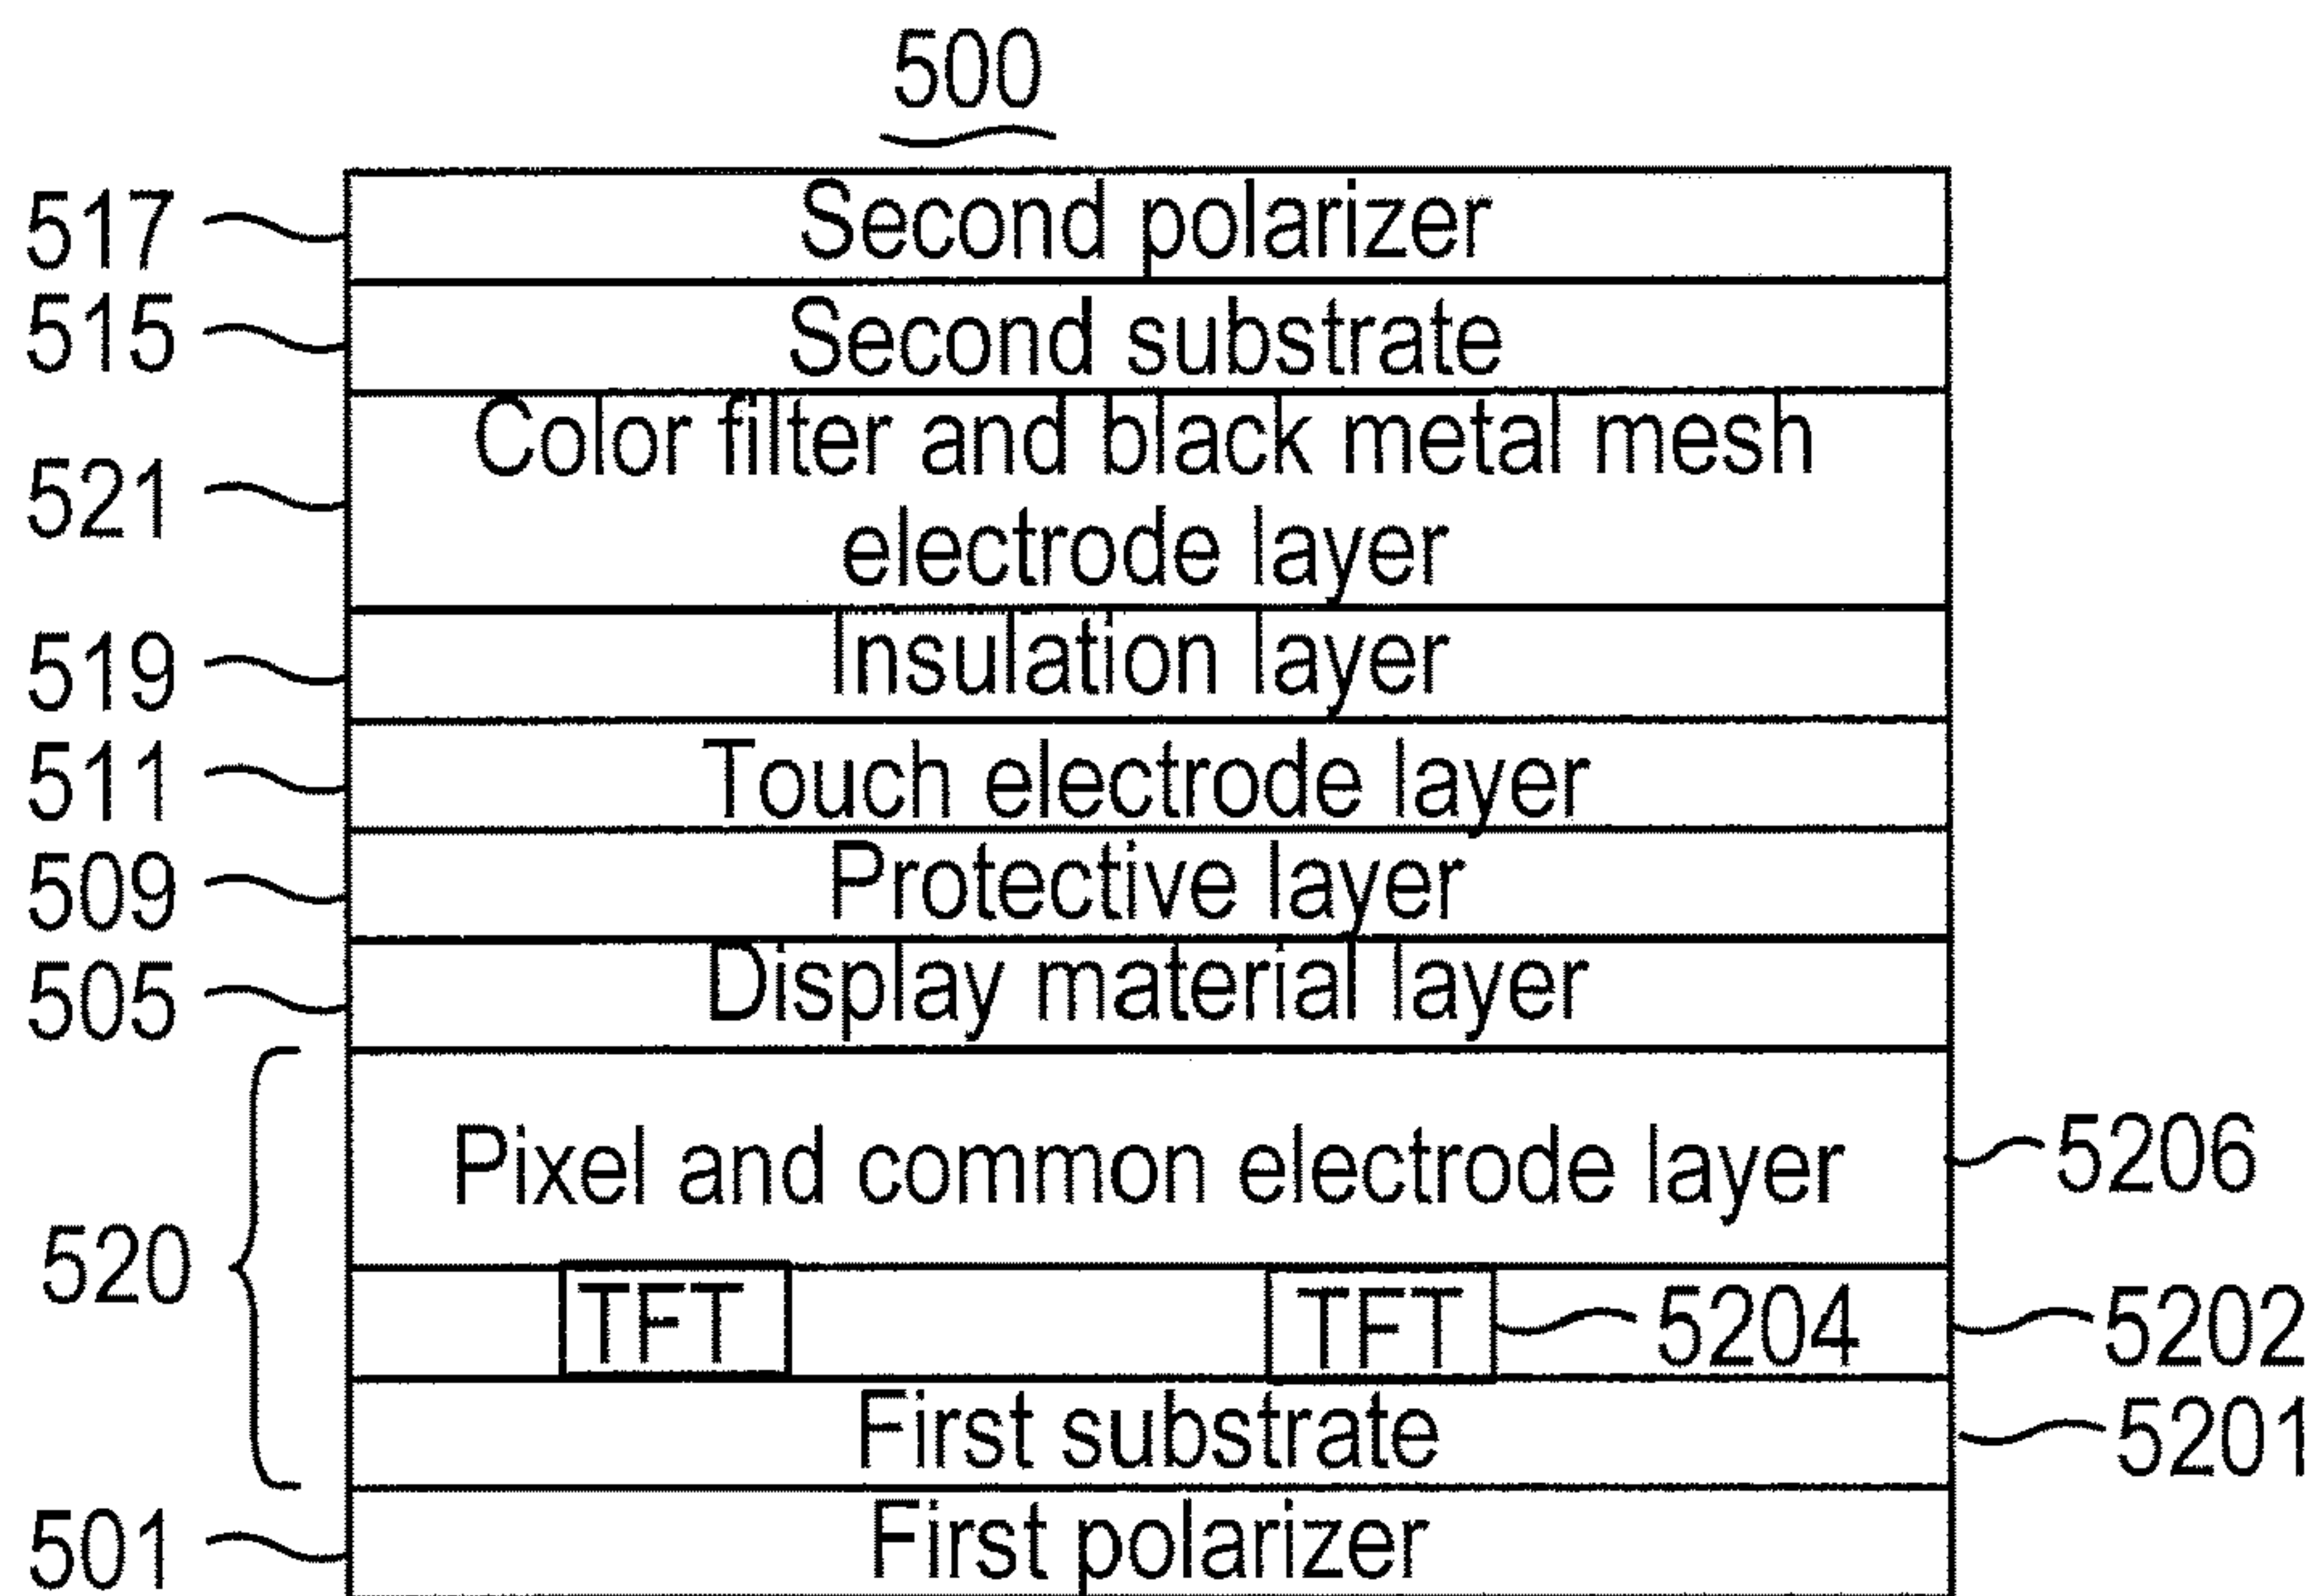 500
517 Second polarizer
515 Second substrate
521 Color filter and black metal mesh
electrode layer
519 Insulation layer
511 Touch electrode layer
509 Protective layer
505 Display material layer
Pixel and common electrode layer 5206
520 TFT TFT 5204 5202
First substrate 5201
501 First polarizer